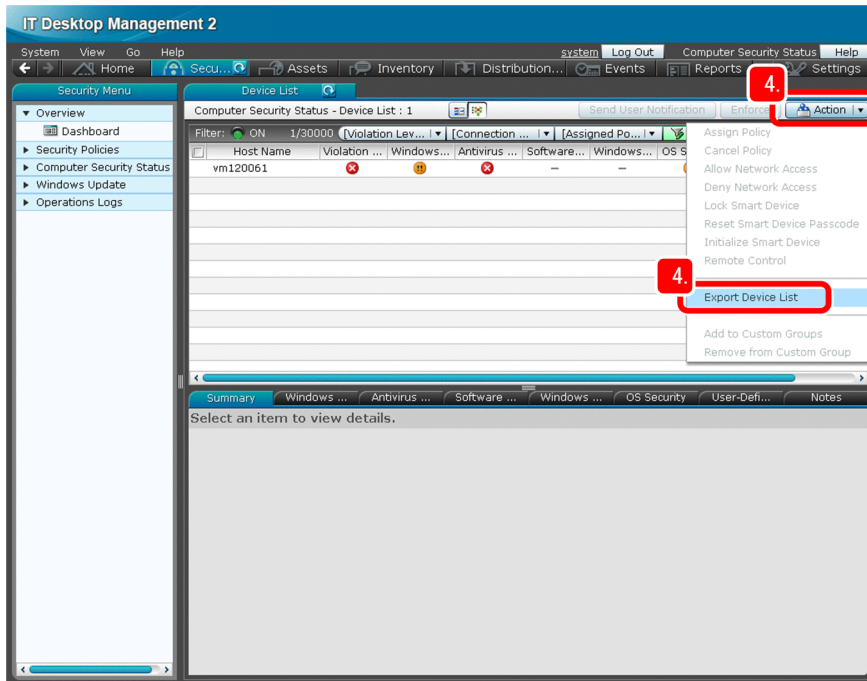 IT Desktop Management 2
System View Go Help system Log Out Computer Security Status Help
Home Secu... Assets Inventory Distribution... Events Reports Settings
Security Menu
Overview
Dashboard
Security Policies
Computer Security Status
Windows Update
Operations Logs
Device List
4.
Computer Security Status - Device List : 1 Send User Notification Enforce Action
Filter: ON 1/30000 [Violation Lev... [Connection ... [Assigned Po...
Host Name Violation ... Windows... Antivirus ... Software... Windows... OS S
vm120061 — —
Assign Policy
Cancel Policy
Allow Network Access
Deny Network Access
Lock Smart Device
Reset Smart Device Passcode
Initialize Smart Device
Remote Control
4.
Export Device List
Add to Custom Groups
Remove from Custom Group
Summary Windows ... Antivirus ... Software ... Windows ... OS Security User-Defi... Notes
Select an item to view details.